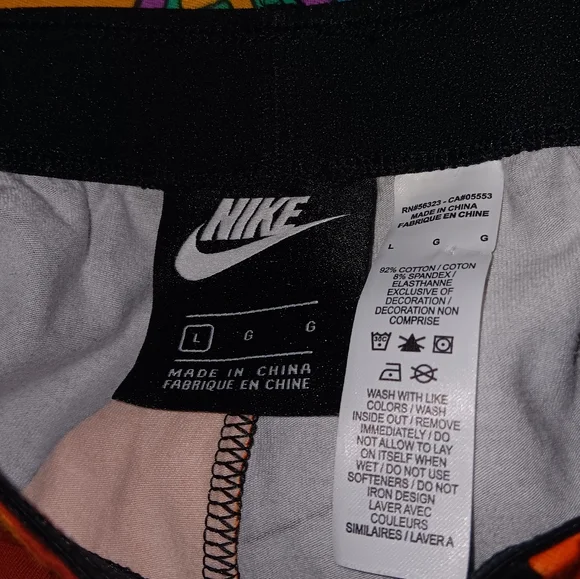 NIKE
L G G
MADE IN CHINA
FABRIQUE EN CHINE
RN#56323 - CA#05553
MADE IN CHINA
FABRIQUE EN CHINE
L G G
92% COTTON / COTON
8% SPANDEX /
ELASTHANNE
EXCLUSIVE OF
DECORATION /
DECORATION NON
COMPRISE
WASH WITH LIKE
COLORS / WASH
INSIDE OUT / REMOVE
IMMEDIATELY / DO
NOT ALLOW TO LAY
ON ITSELF WHEN
WET / DO NOT USE
SOFTENERS / DO NOT
IRON DESIGN
LAVER AVEC
COULEURS
SIMILAIRES / LAVER A